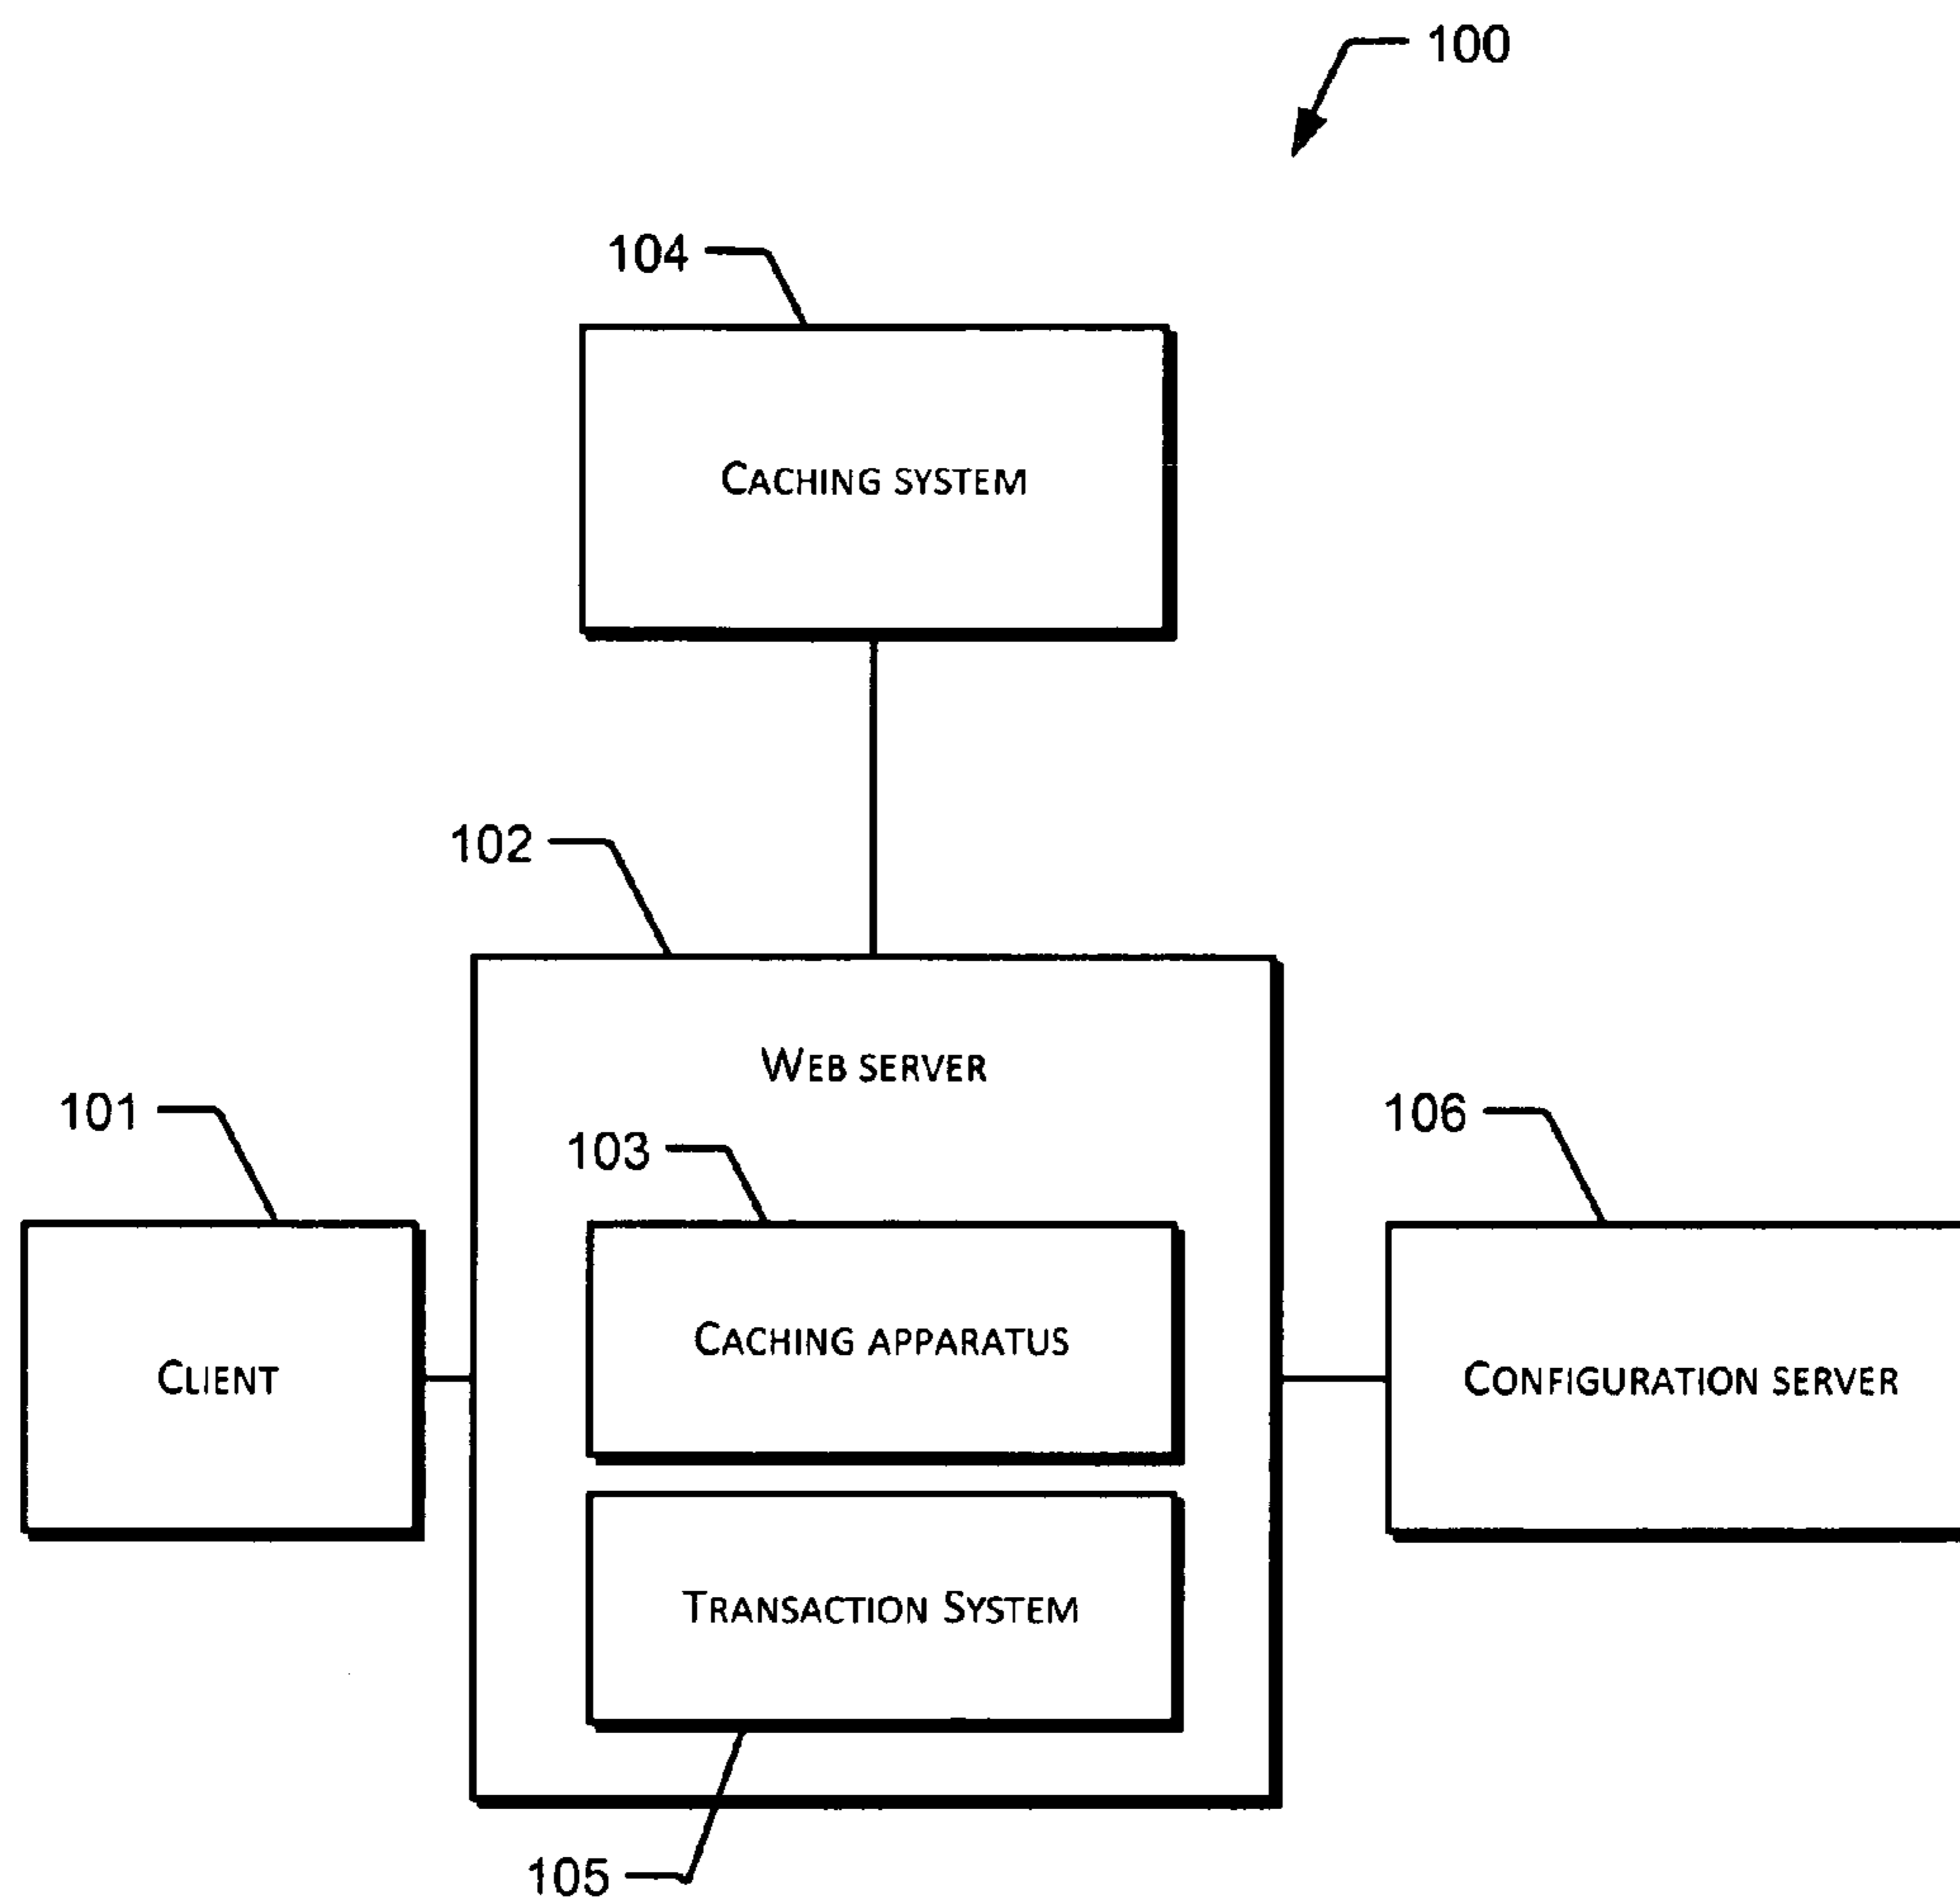 100
104
CACHING SYSTEM
102
WEB SERVER
101
103
106
CACHING APPARATUS
CLIENT
CONFIGURATION SERVER
TRANSACTION SYSTEM
105